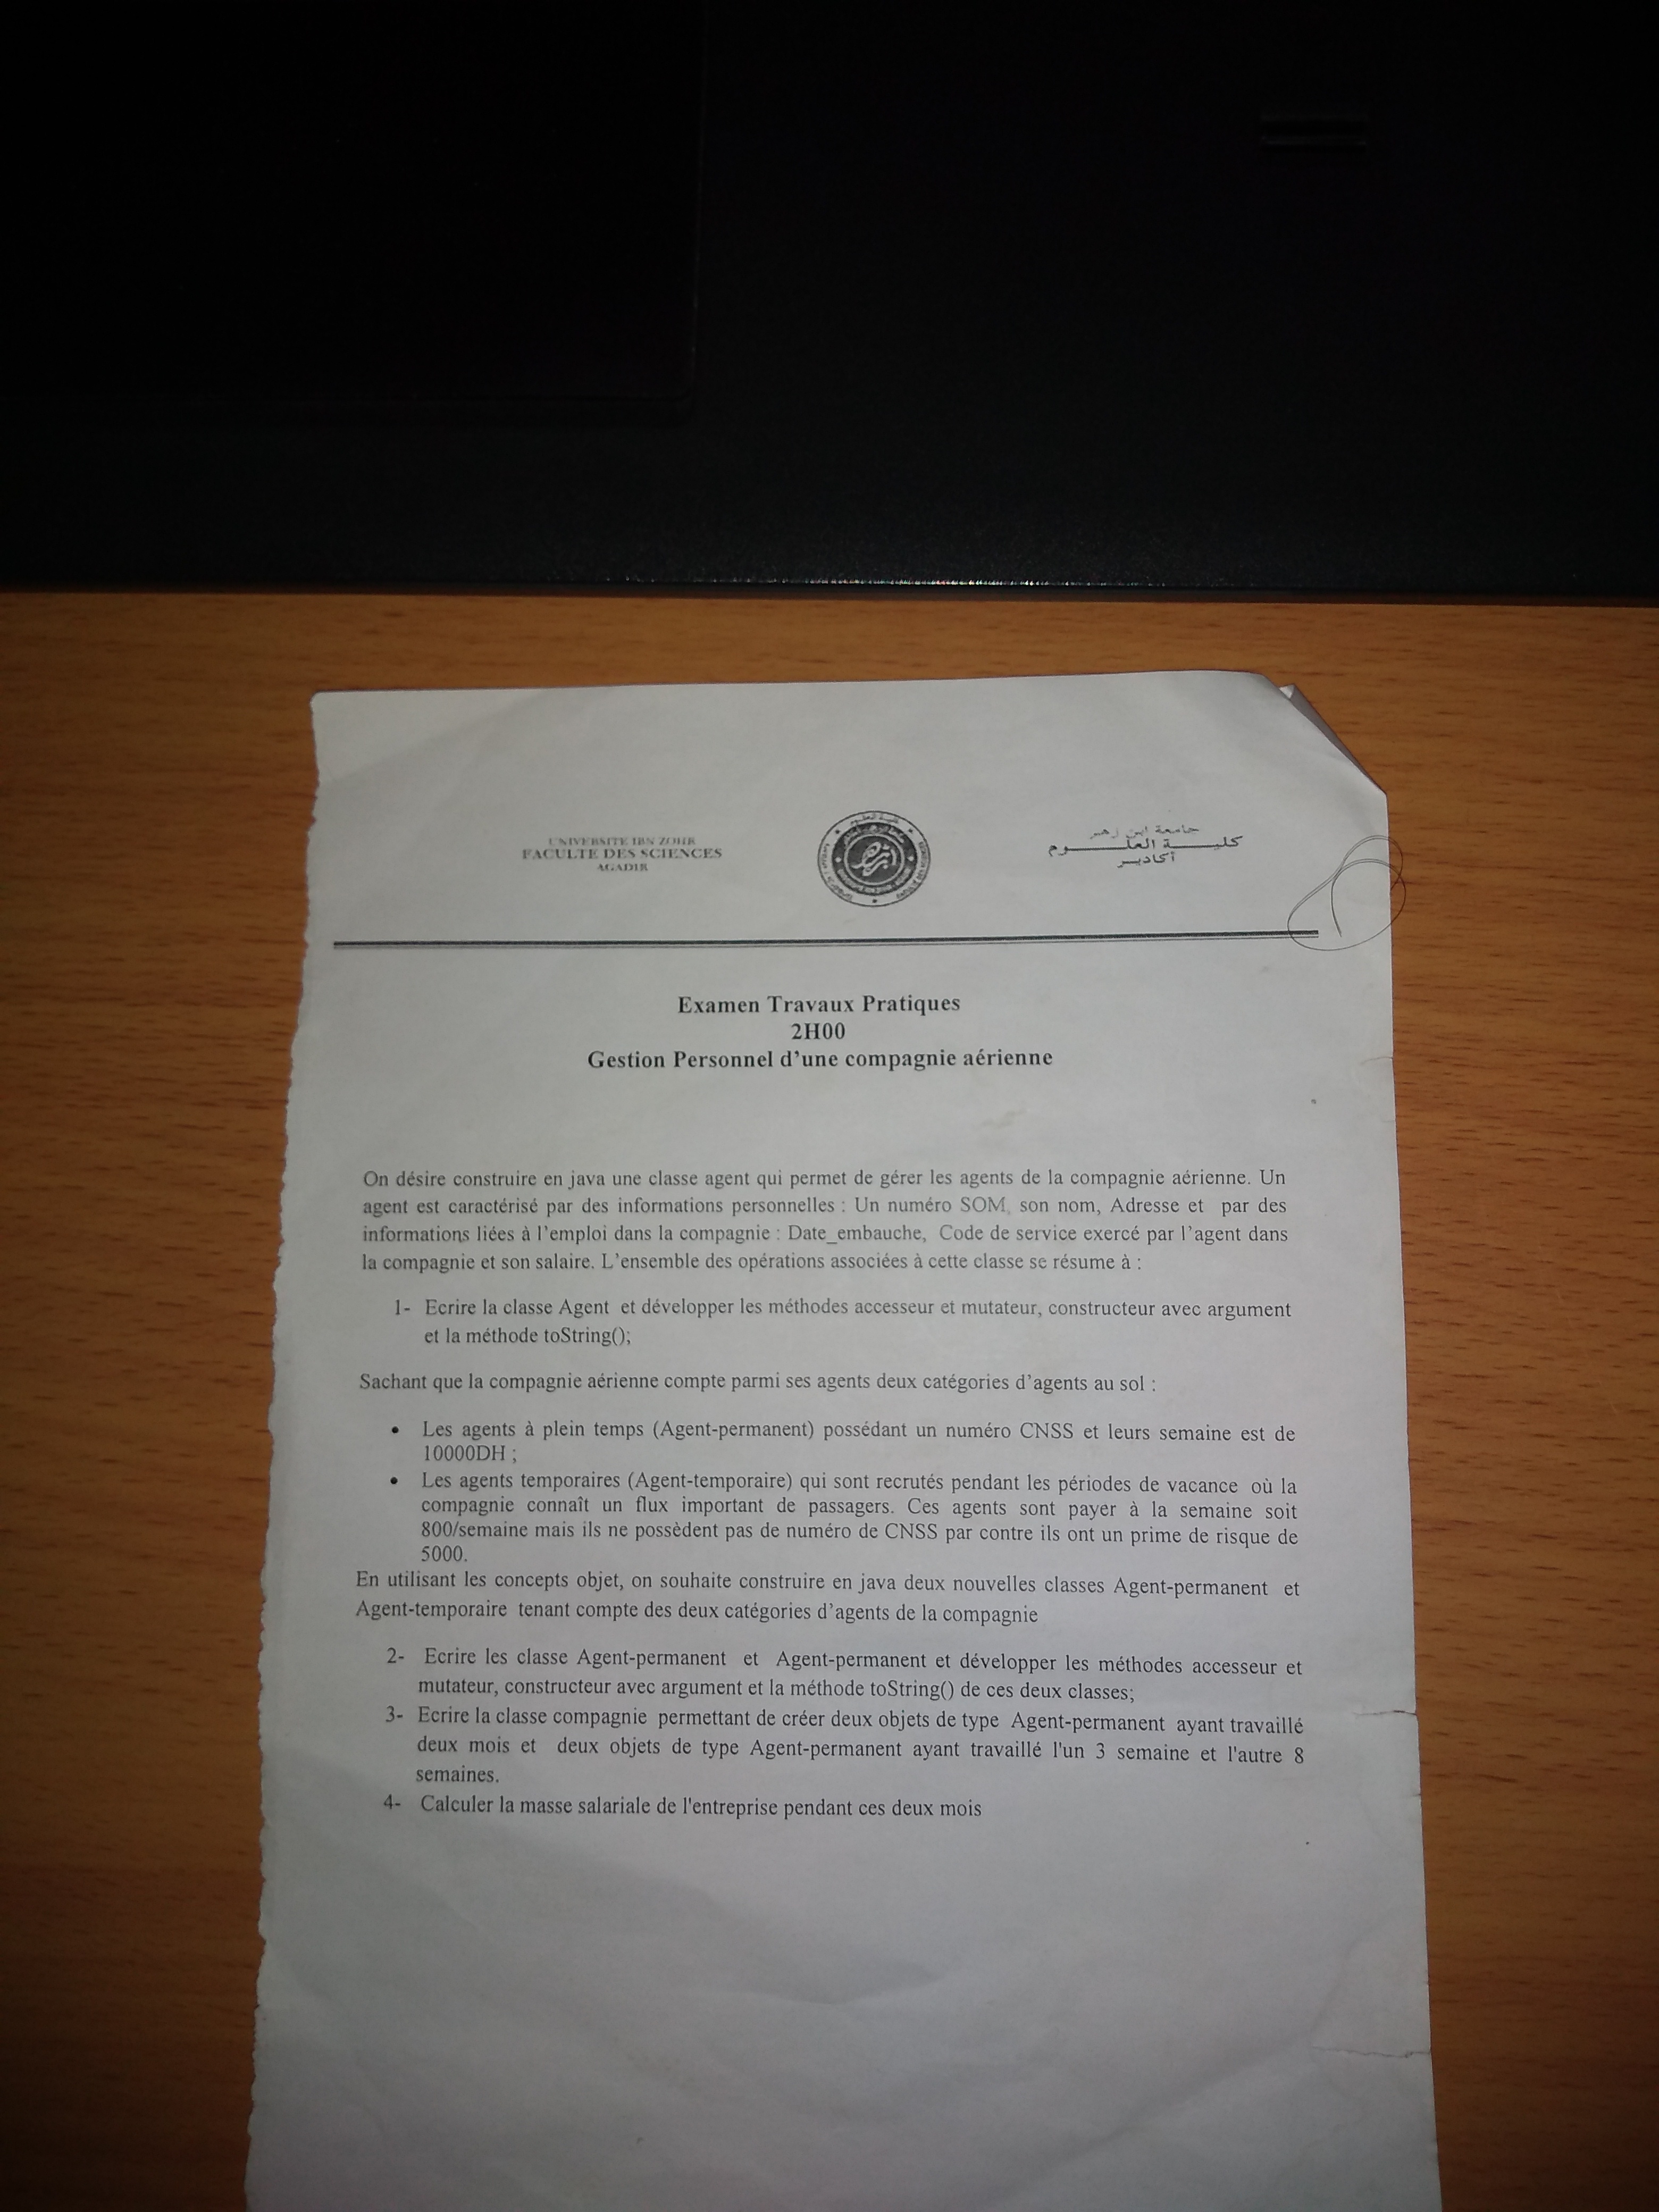 UNIVERSITE IBN ZOHR
FACULTE DES SCIENCES
AGADIR
جامعة ابن زهر
كليـــة العلـــوم
أكاديـر
Examen Travaux Pratiques
2H00
Gestion Personnel d'une compagnie aérienne
On désire construire en java une classe agent qui permet de gérer les agents de la compagnie aérienne. Un
agent est caractérisé par des informations personnelles : Un numéro SOM, son nom, Adresse et par des
informations liées à l'emploi dans la compagnie : Date_embauche, Code de service exercé par l'agent dans
la compagnie et son salaire. L'ensemble des opérations associées à cette classe se résume à :
1- Ecrire la classe Agent et développer les méthodes accesseur et mutateur, constructeur avec argument
et la méthode toString();
Sachant que la compagnie aérienne compte parmi ses agents deux catégories d'agents au sol :
• Les agents à plein temps (Agent-permanent) possédant un numéro CNSS et leurs semaine est de
10000DH ;
• Les agents temporaires (Agent-temporaire) qui sont recrutés pendant les périodes de vacance où la
compagnie connaît un flux important de passagers. Ces agents sont payer à la semaine soit
800/semaine mais ils ne possèdent pas de numéro de CNSS par contre ils ont un prime de risque de
5000.
En utilisant les concepts objet, on souhaite construire en java deux nouvelles classes Agent-permanent et
Agent-temporaire tenant compte des deux catégories d'agents de la compagnie
2- Ecrire les classe Agent-permanent et Agent-permanent et développer les méthodes accesseur et
mutateur, constructeur avec argument et la méthode toString() de ces deux classes;
3- Ecrire la classe compagnie permettant de créer deux objets de type Agent-permanent ayant travaillé
deux mois et deux objets de type Agent-permanent ayant travaillé l'un 3 semaine et l'autre 8
semaines.
4- Calculer la masse salariale de l'entreprise pendant ces deux mois